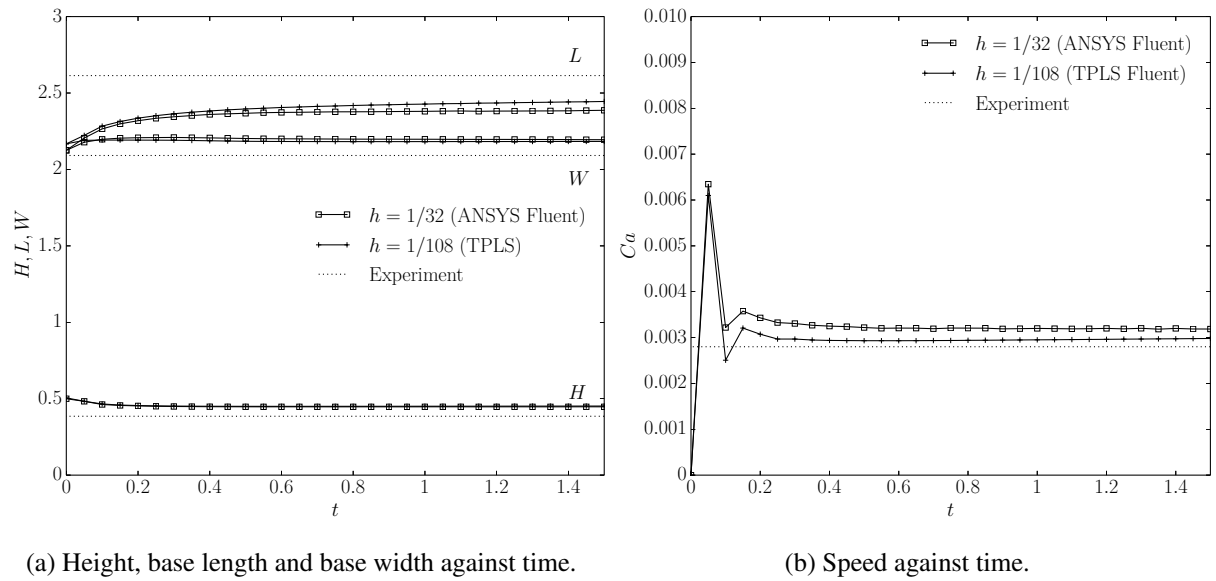 3
2.5
2
1.5
1
0.5
0
H, L, W
L
W
h = 1/32 (ANSYS Fluent)
h = 1/108 (TPLS)
Experiment
H
0 0.2 0.4 0.6 0.8 1 1.2 1.4
t
(a) Height, base length and base width against time.
0.010
0.009
0.008
0.007
0.006
0.005
0.004
0.003
0.002
0.001
0
Ca
h = 1/32 (ANSYS Fluent)
h = 1/108 (TPLS Fluent)
Experiment
0 0.2 0.4 0.6 0.8 1 1.2 1.4
t
(b) Speed against time.